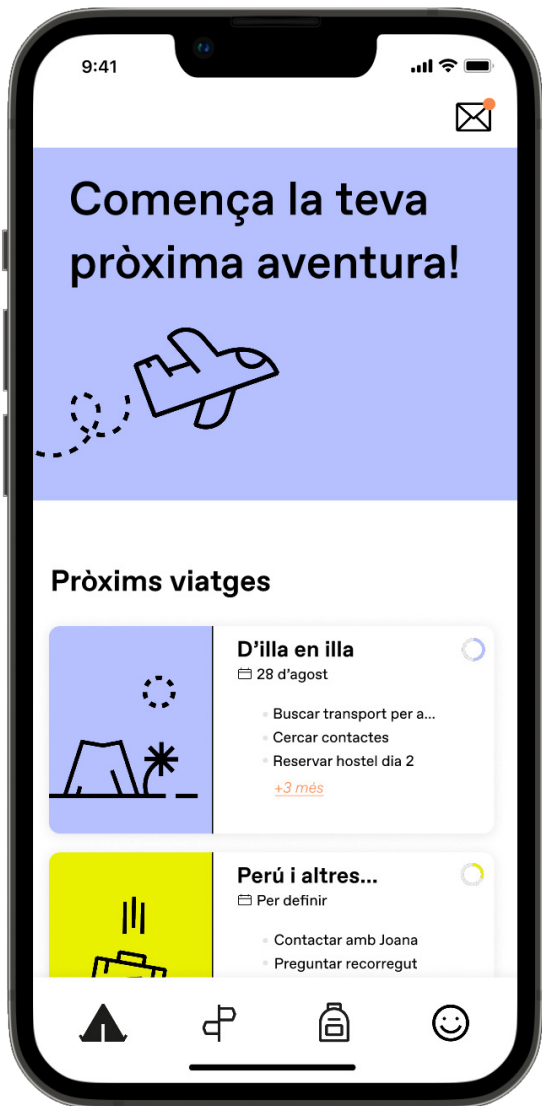 9:41
Comença la teva
pròxima aventura!
Pròxims viatges
D'illa en illa
28 d'agost
Buscar transport per a...
Cercar contactes
Reservar hostel dia 2
+3 més
Perú i altres...
Per definir
Contactar amb Joana
Preguntar recorregut